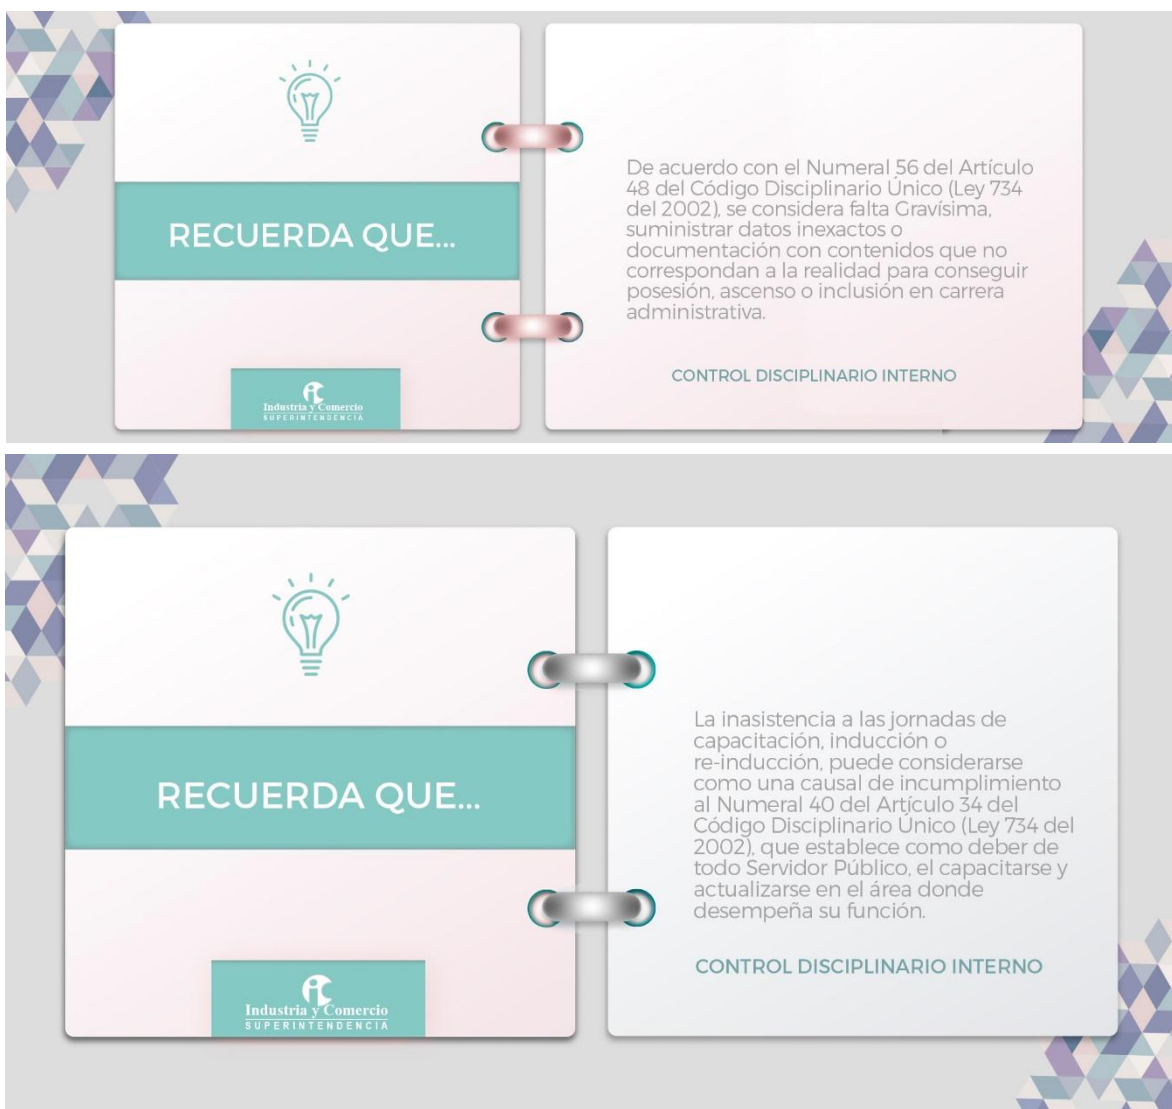 RECUERDA QUE...
Industria y Comercio
SUPERINTENDENCIA
De acuerdo con el Numeral 56 del Artículo
48 del Código Disciplinario Único (Ley 734
del 2002), se considera falta Gravísima,
suministrar datos inexactos o
documentación con contenidos que no
correspondan a la realidad para conseguir
posesión, ascenso o inclusión en carrera
administrativa.
CONTROL DISCIPLINARIO INTERNO
RECUERDA QUE...
Industria y Comercio
SUPERINTENDENCIA
La inasistencia a las jornadas de
capacitación, inducción o
re-inducción, puede considerarse
como una causal de incumplimiento
al Numeral 40 del Artículo 34 del
Código Disciplinario Único (Ley 734 del
2002), que establece como deber de
todo Servidor Público, el capacitarse y
actualizarse en el área donde
desempeña su función.
CONTROL DISCIPLINARIO INTERNO